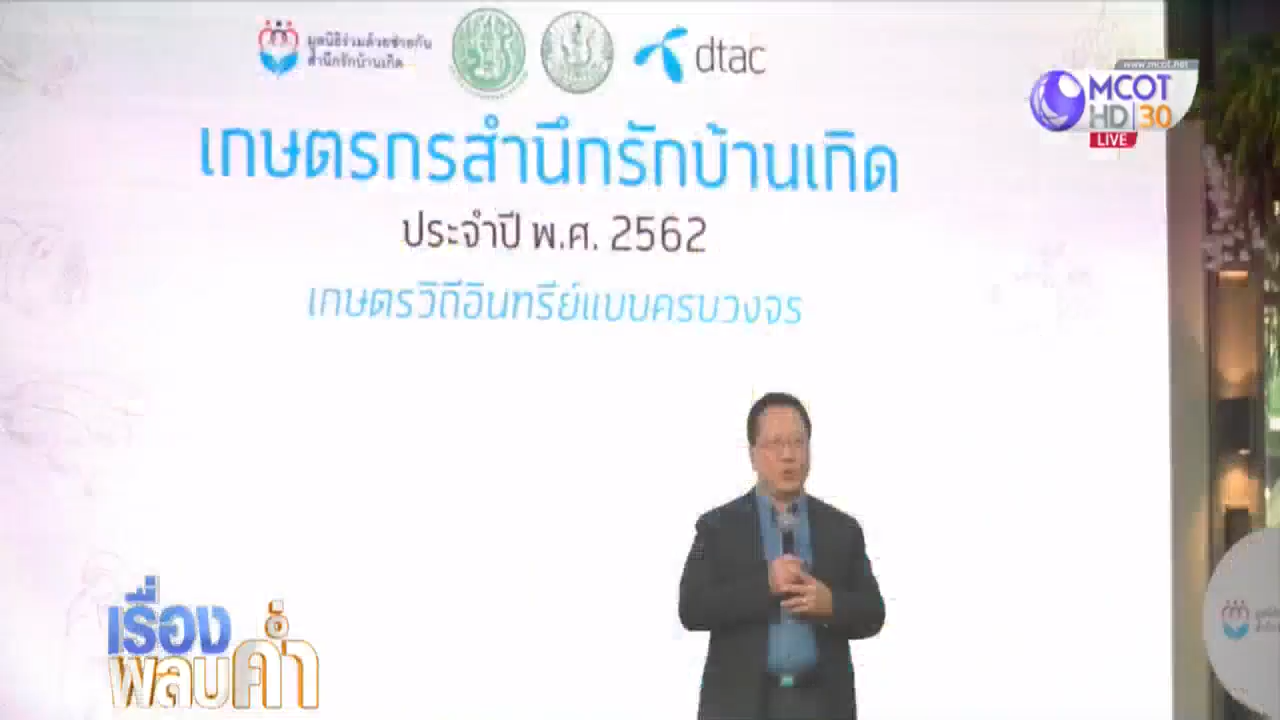 มูลนิธิร่วมด้วยช่วยกัน
สำนึกรักบ้านเกิด
dtac
www.mcot.net
MCOT
HD 30
LIVE
เกษตรกรสำนึกรักบ้านเกิด
ประจำปี พ.ศ. 2562
เกษตรวิถีอินทรีย์แบบครบวงจร
เรื่อง
พลบค่ำ